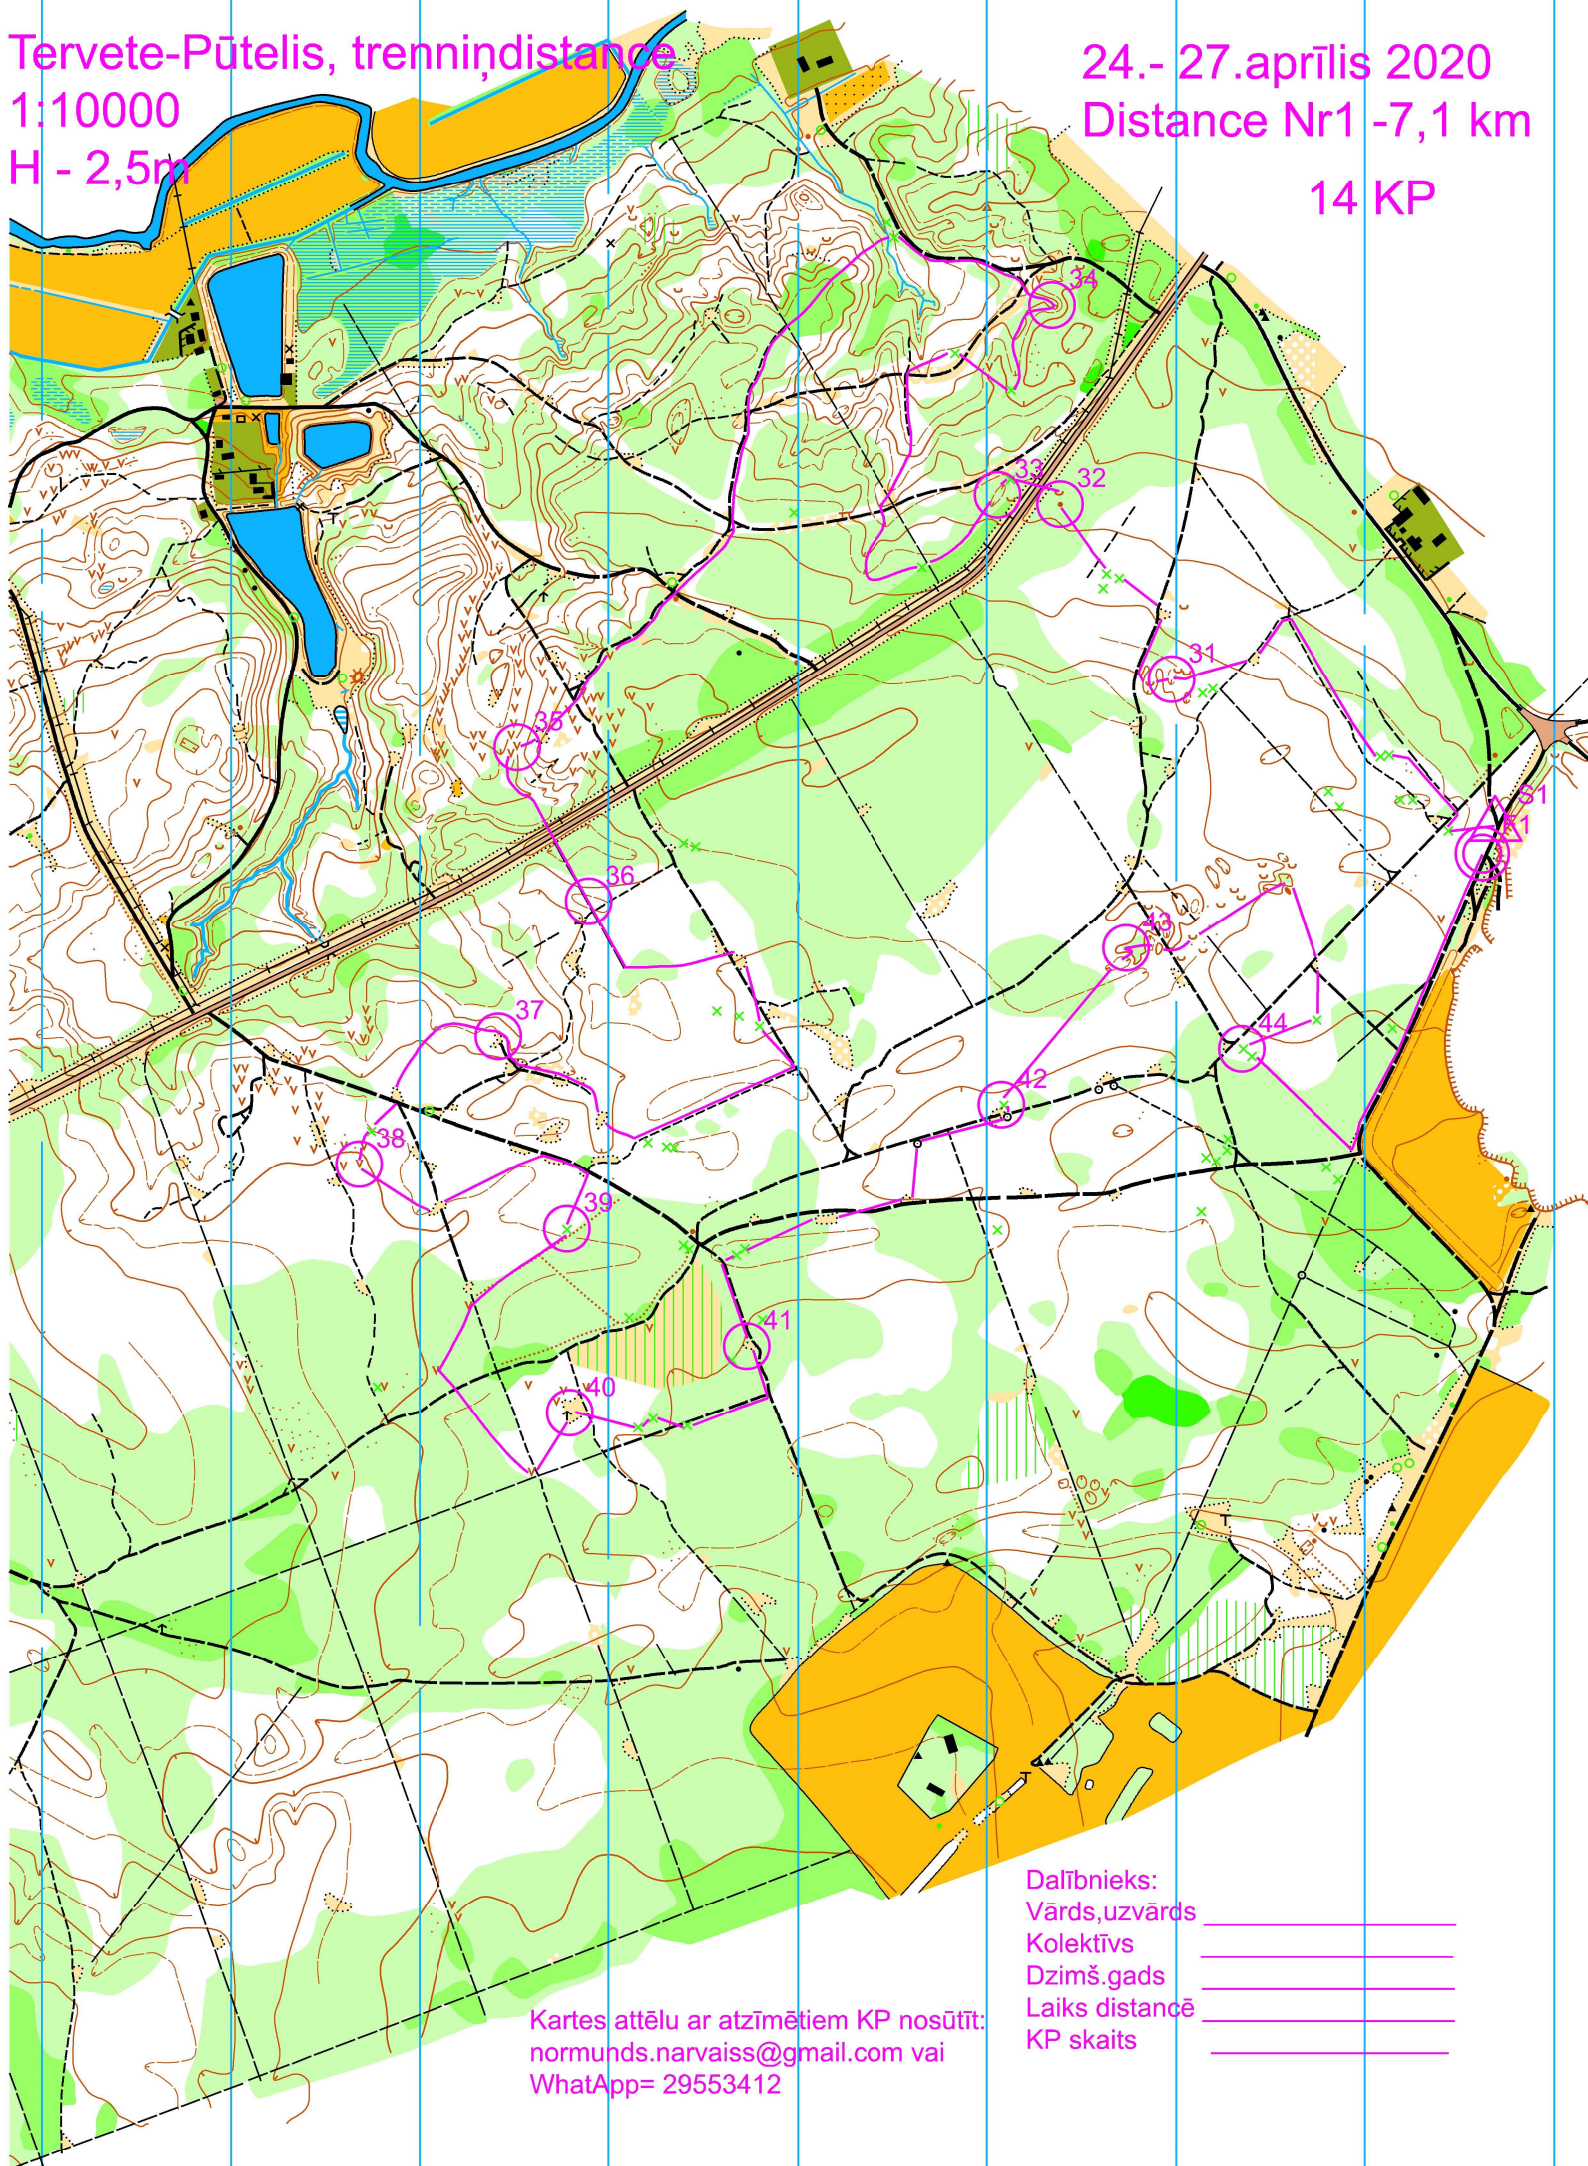 Tervete-Pūtelis, trenniņdistance
1:10000
H - 2,5m
24.- 27.aprīlis 2020
Distance Nr1 -7,1 km
14 KP
34
33
32
31
S1
F1
35
36
43
37
44
42
38
39
41
40
Dalībnieks:
Vārds,uzvārds
Kolektīvs
Dzimš.gads
Laiks distancē
KP skaits
Kartes attēlu ar atzīmētiem KP nosūtīt:
normunds.narvaiss@gmail.com vai
WhatApp= 29553412